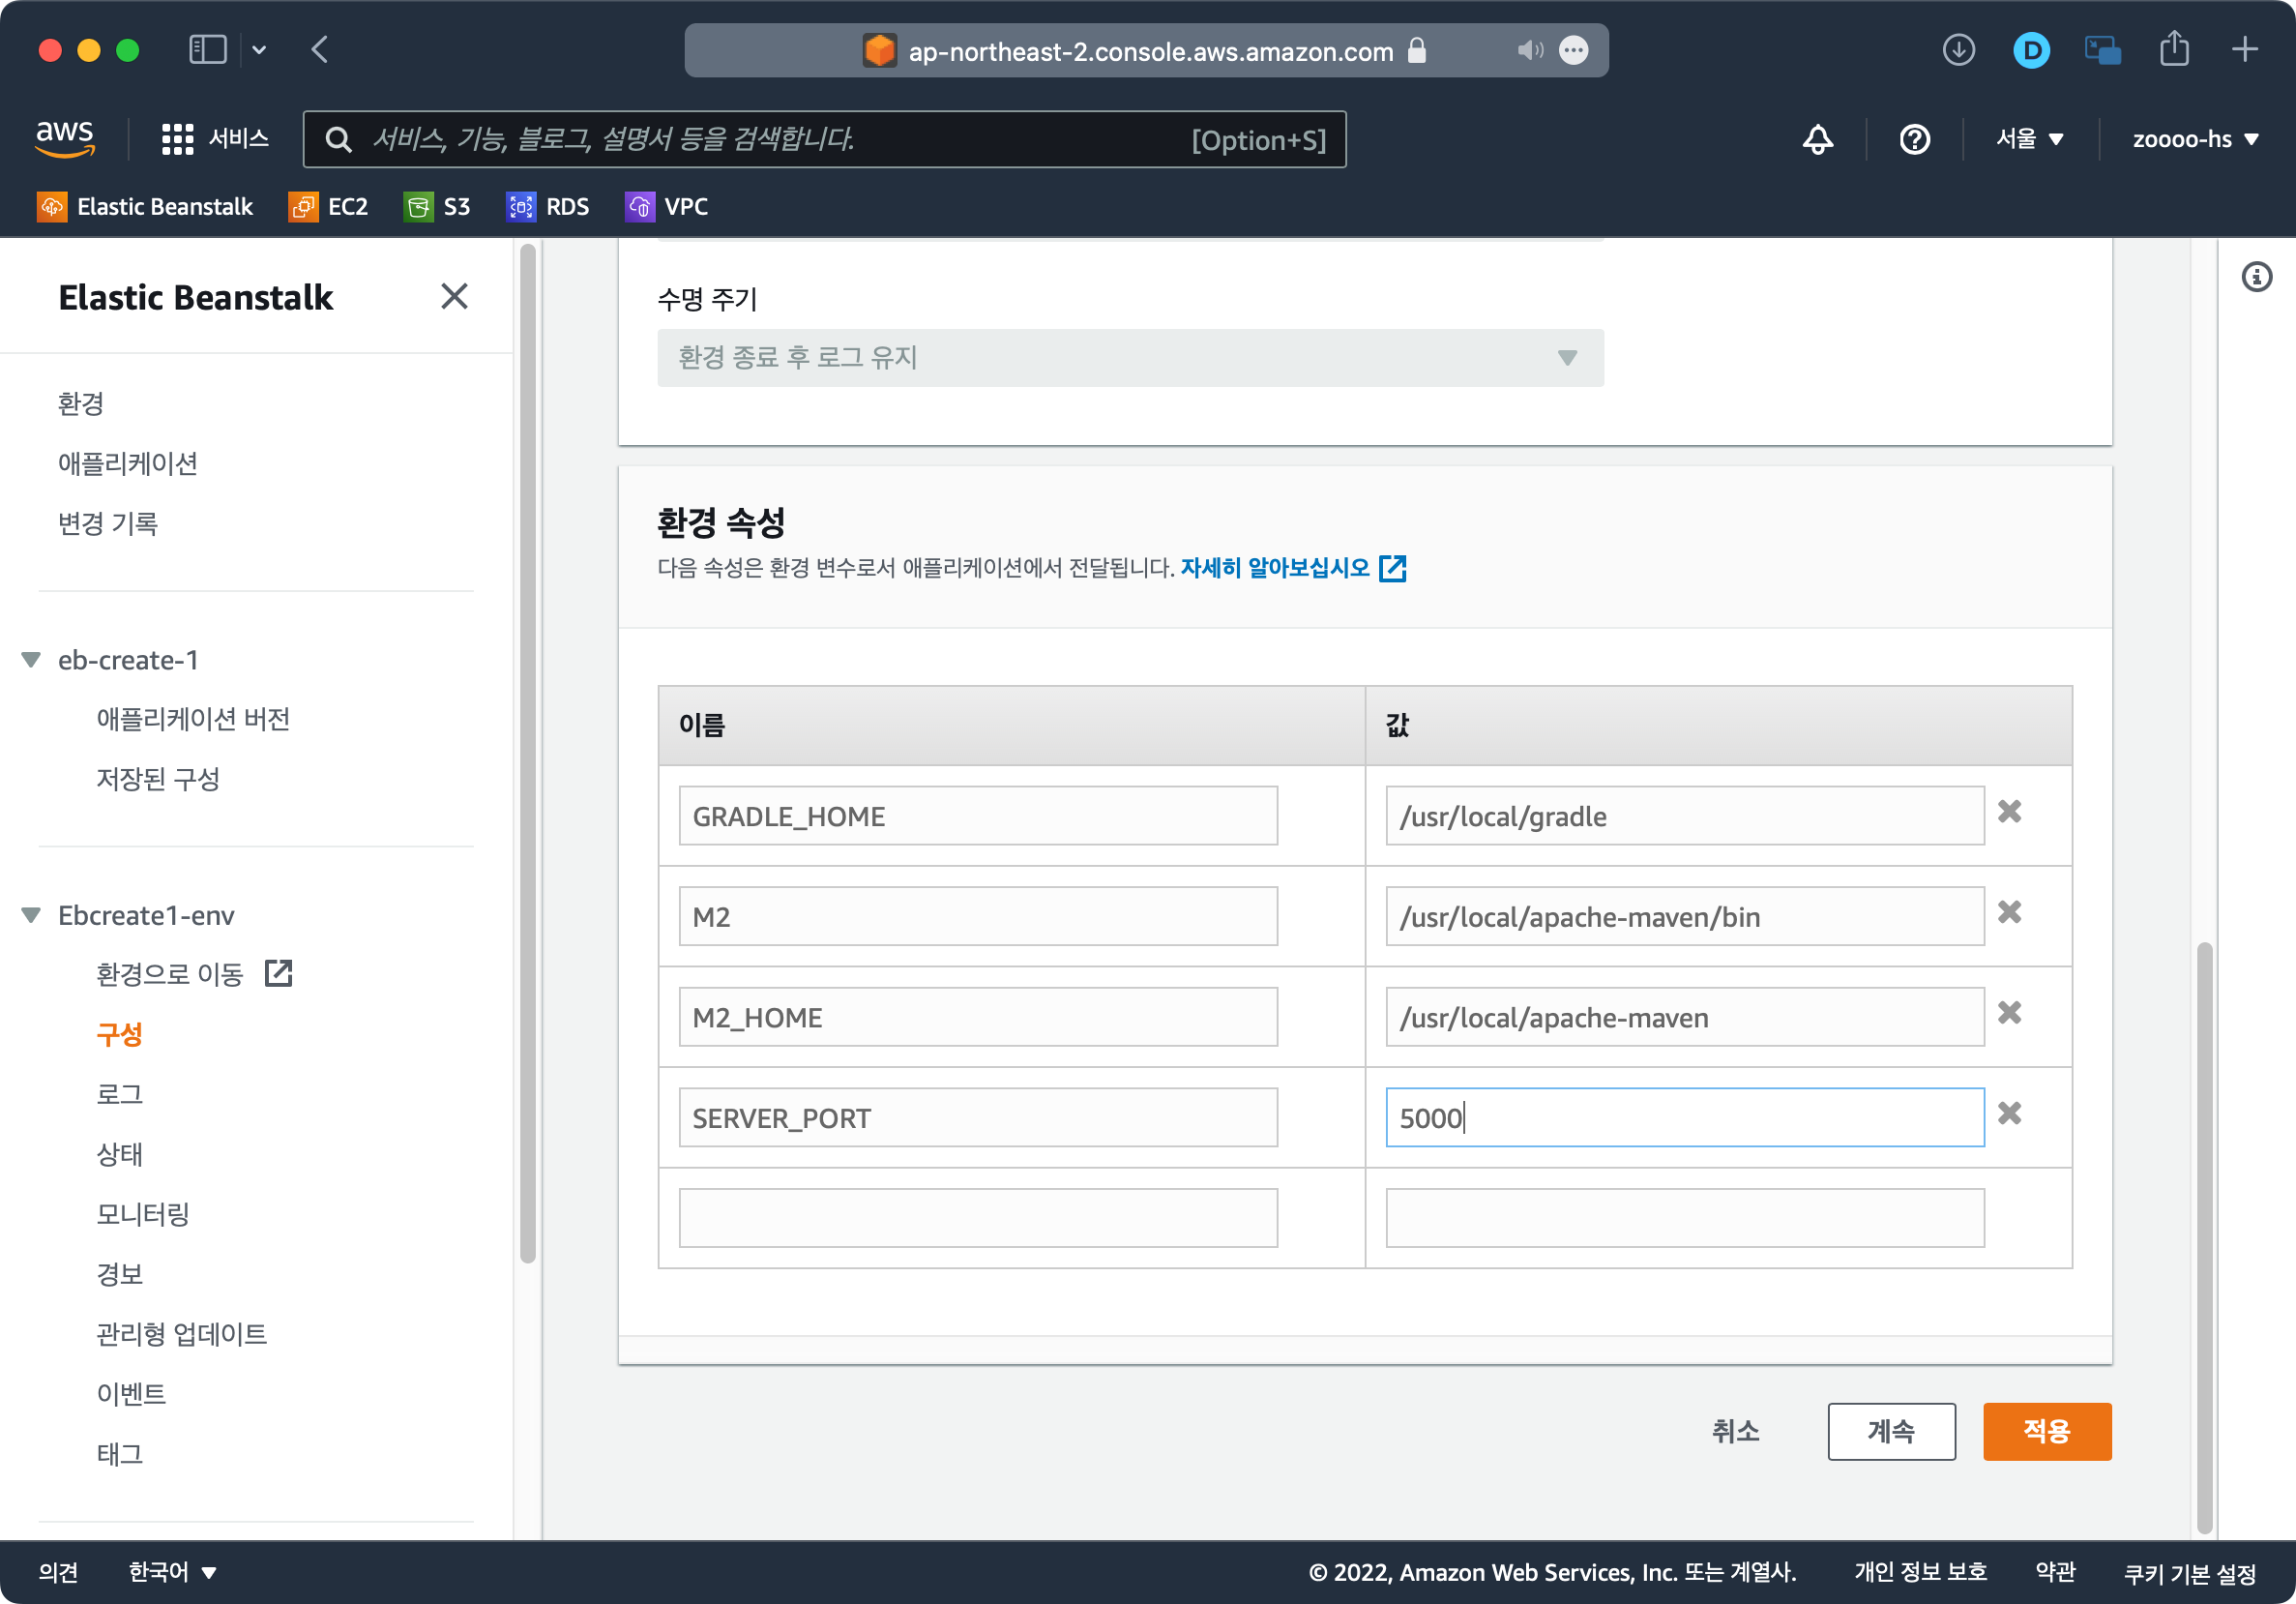 ap-northeast-2.console.aws.amazon.com
D
aws
서비스
서비스, 기능, 블로그, 설명서 등을 검색합니다.
[Option+S]
서울
zoooo-hs
Elastic Beanstalk
EC2
S3
RDS
VPC
Elastic Beanstalk
환경
애플리케이션
변경 기록
eb-create-1
애플리케이션 버전
저장된 구성
Ebcreate1-env
환경으로 이동
구성
로그
상태
모니터링
경보
관리형 업데이트
이벤트
태그
수명 주기
환경 종료 후 로그 유지
환경 속성
다음 속성은 환경 변수로서 애플리케이션에서 전달됩니다. 자세히 알아보십시오
이름
값
GRADLE_HOME
/usr/local/gradle
M2
/usr/local/apache-maven/bin
M2_HOME
/usr/local/apache-maven
SERVER_PORT
5000
취소
계속
적용
의견
한국어
© 2022, Amazon Web Services, Inc. 또는 계열사.
개인 정보 보호
약관
쿠키 기본 설정